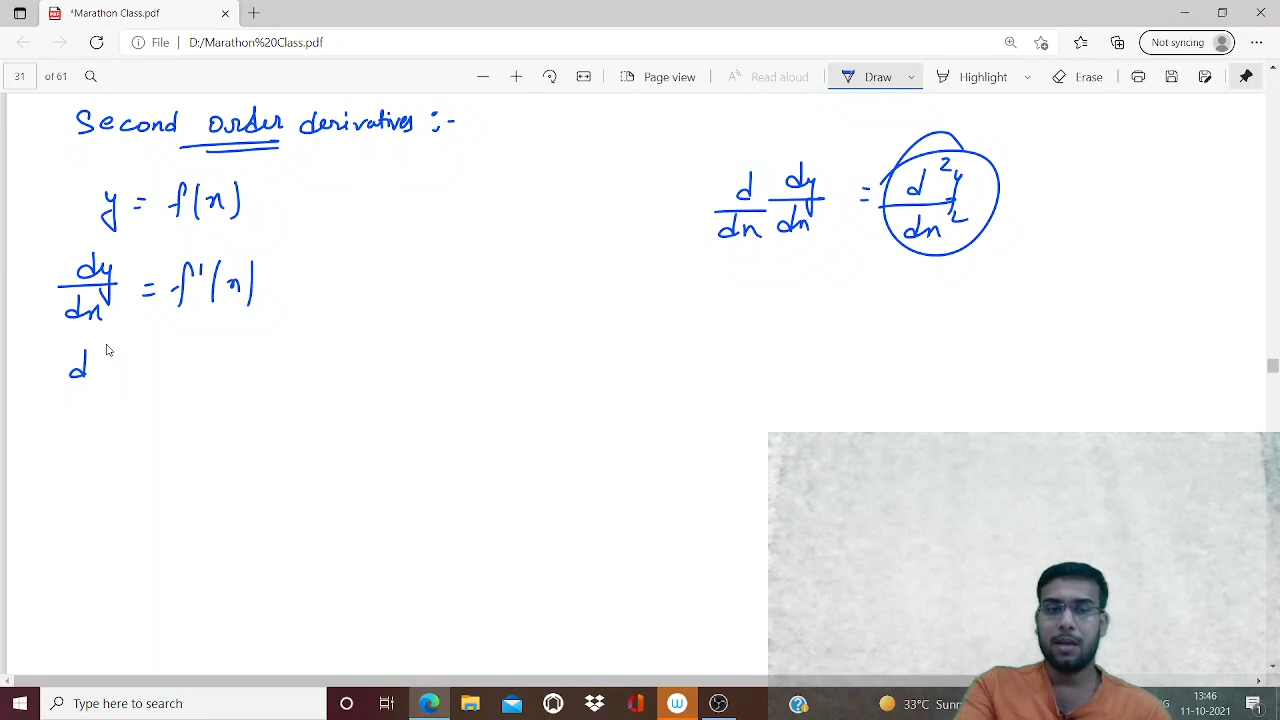 *Marathon Class.pdf
File D:/Marathon%20Class.pdf
Not syncing
31 of 61
Page view Read aloud Draw Highlight Erase
Second order derivatives :-
y = f(x)
d/dx dy/dx = d²y/dx²
dy/dx = f'(x)
d
Type here to search
33°C Sunny
13:46
11-10-2021